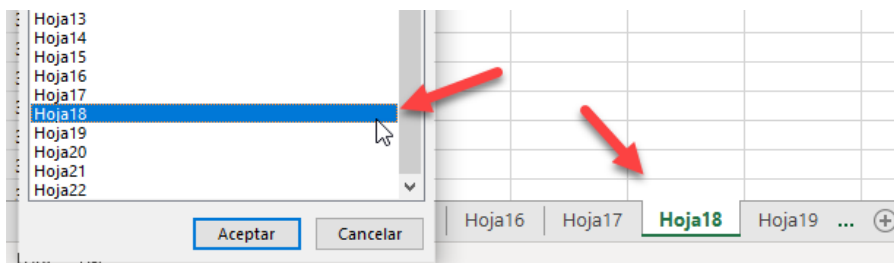 Hoja13
Hoja14
Hoja15
Hoja16
Hoja17
Hoja18
Hoja19
Hoja20
Hoja21
Hoja22
Aceptar Cancelar
Hoja16 Hoja17 Hoja18 Hoja19 ...